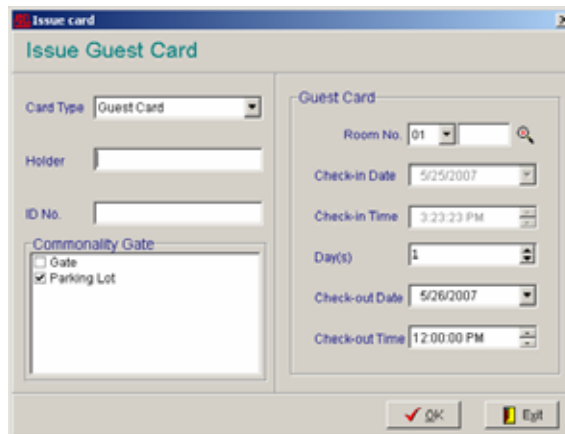 Issue card
Issue Guest Card
Card Type Guest Card
Holder
ID No.
Commonality Gate
Gate
Parking Lot
Guest Card
Room No. 01
Check-in Date 5/25/2007
Check-in Time 3:23:23 PM
Day(s) 1
Check-out Date 5/26/2007
Check-out Time 12:00:00 PM
OK
Exit